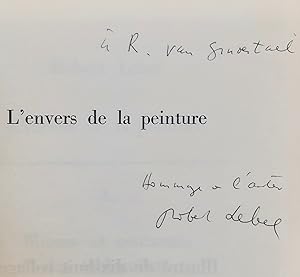 à R. van Gindertael
L'envers de la peinture
Hommage de l'auteur
Robert Lebel